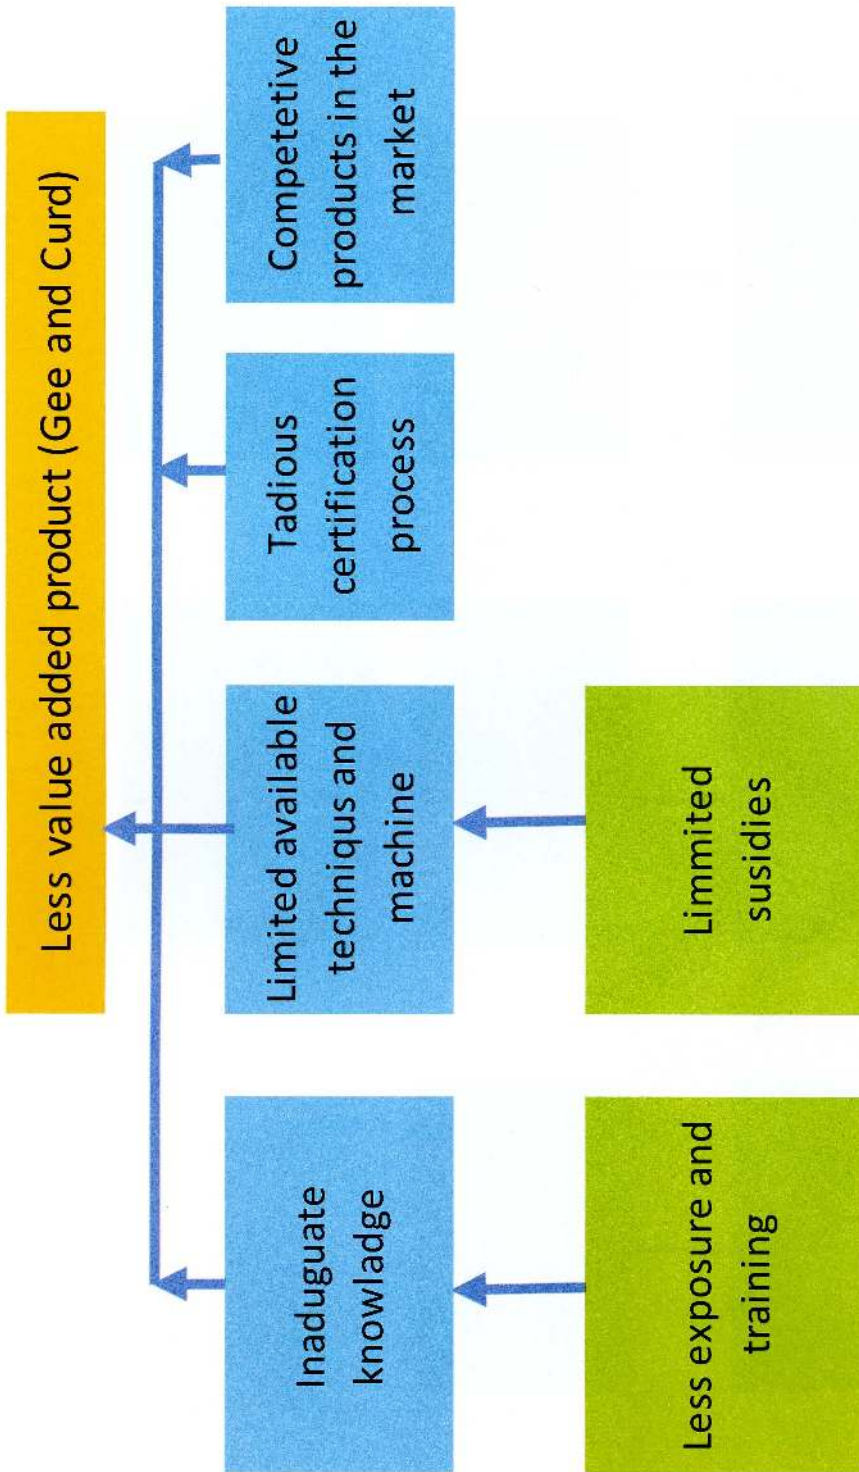 Less value added product (Gee and Curd)
Inaduguate
knowladge
Limited available
techniqus and
machine
Tadious
certification
process
Competetive
products in the
market
Less exposure and
training
Limmited
susidies